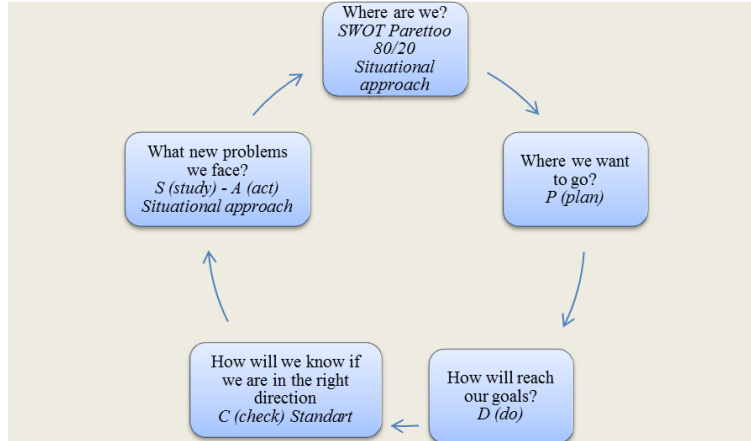 Where are we?
SWOT Parettoo
80/20
Situational
approach
Where we want
to go?
P (plan)
How will reach
our goals?
D (do)
How will we know if
we are in the right
direction
C (check) Standart
What new problems
we face?
S (study) - A (act)
Situational approach